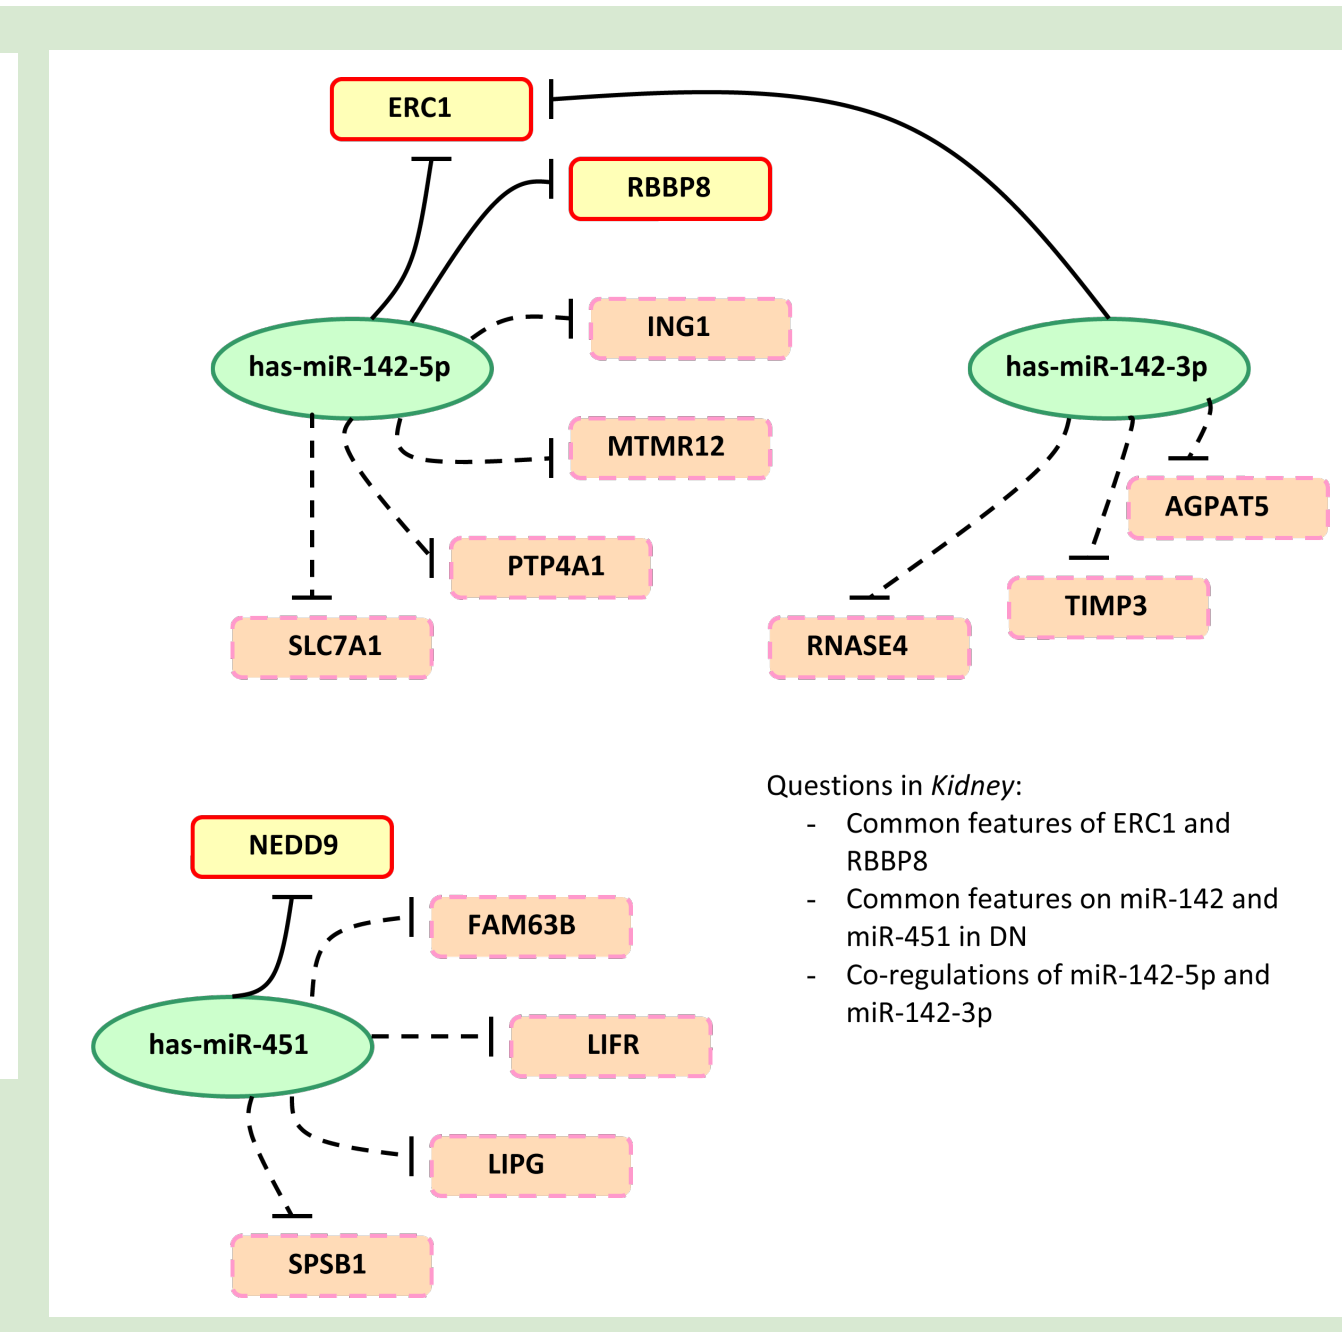 ERC1
RBBP8
ING1
has-miR-142-5p
has-miR-142-3p
MTMR12
AGPAT5
PTP4A1
TIMP3
SLC7A1
RNASE4
Questions in Kidney:
- Common features of ERC1 and
RBBP8
- Common features on miR-142 and
miR-451 in DN
- Co-regulations of miR-142-5p and
miR-142-3p
NEDD9
FAM63B
has-miR-451
LIFR
LIPG
SPSB1